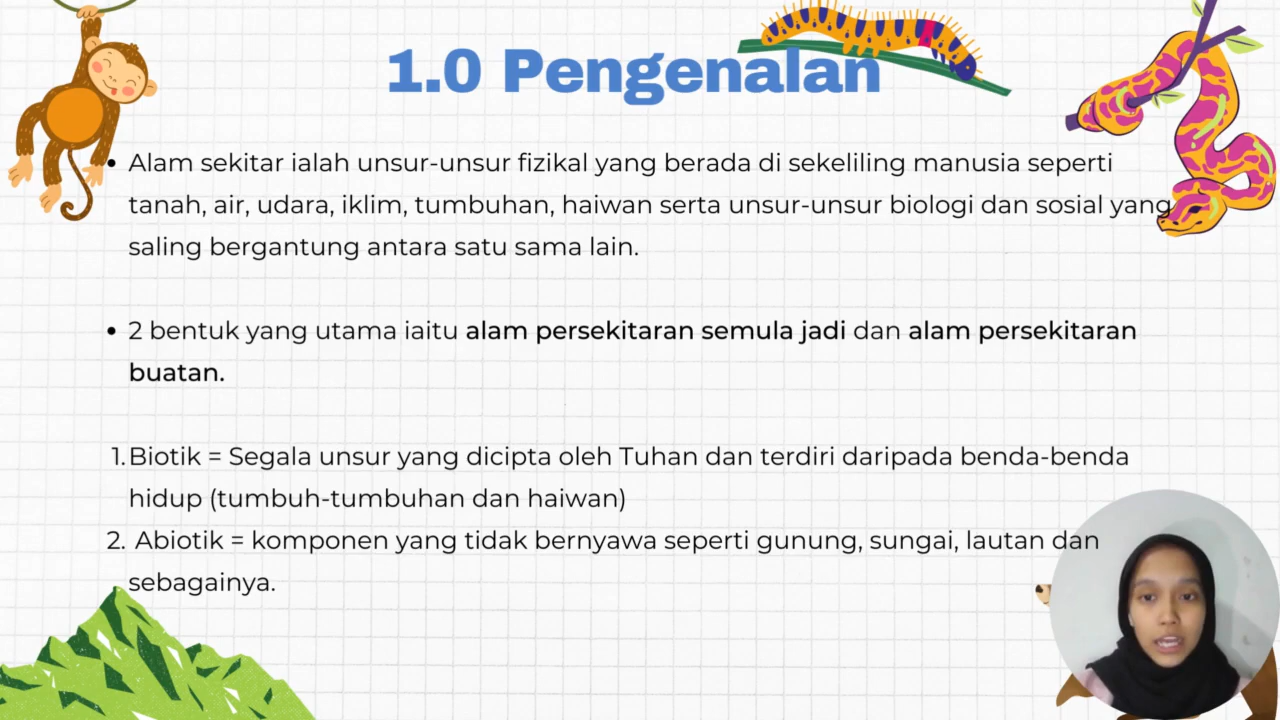 1.0 Pengenalan
• Alam sekitar ialah unsur-unsur fizikal yang berada di sekeliling manusia seperti
tanah, air, udara, iklim, tumbuhan, haiwan serta unsur-unsur biologi dan sosial yang
saling bergantung antara satu sama lain.
• 2 bentuk yang utama iaitu alam persekitaran semula jadi dan alam persekitaran
buatan.
1. Biotik = Segala unsur yang dicipta oleh Tuhan dan terdiri daripada benda-benda
hidup (tumbuh-tumbuhan dan haiwan)
2. Abiotik = komponen yang tidak bernyawa seperti gunung, sungai, lautan dan
sebagainya.